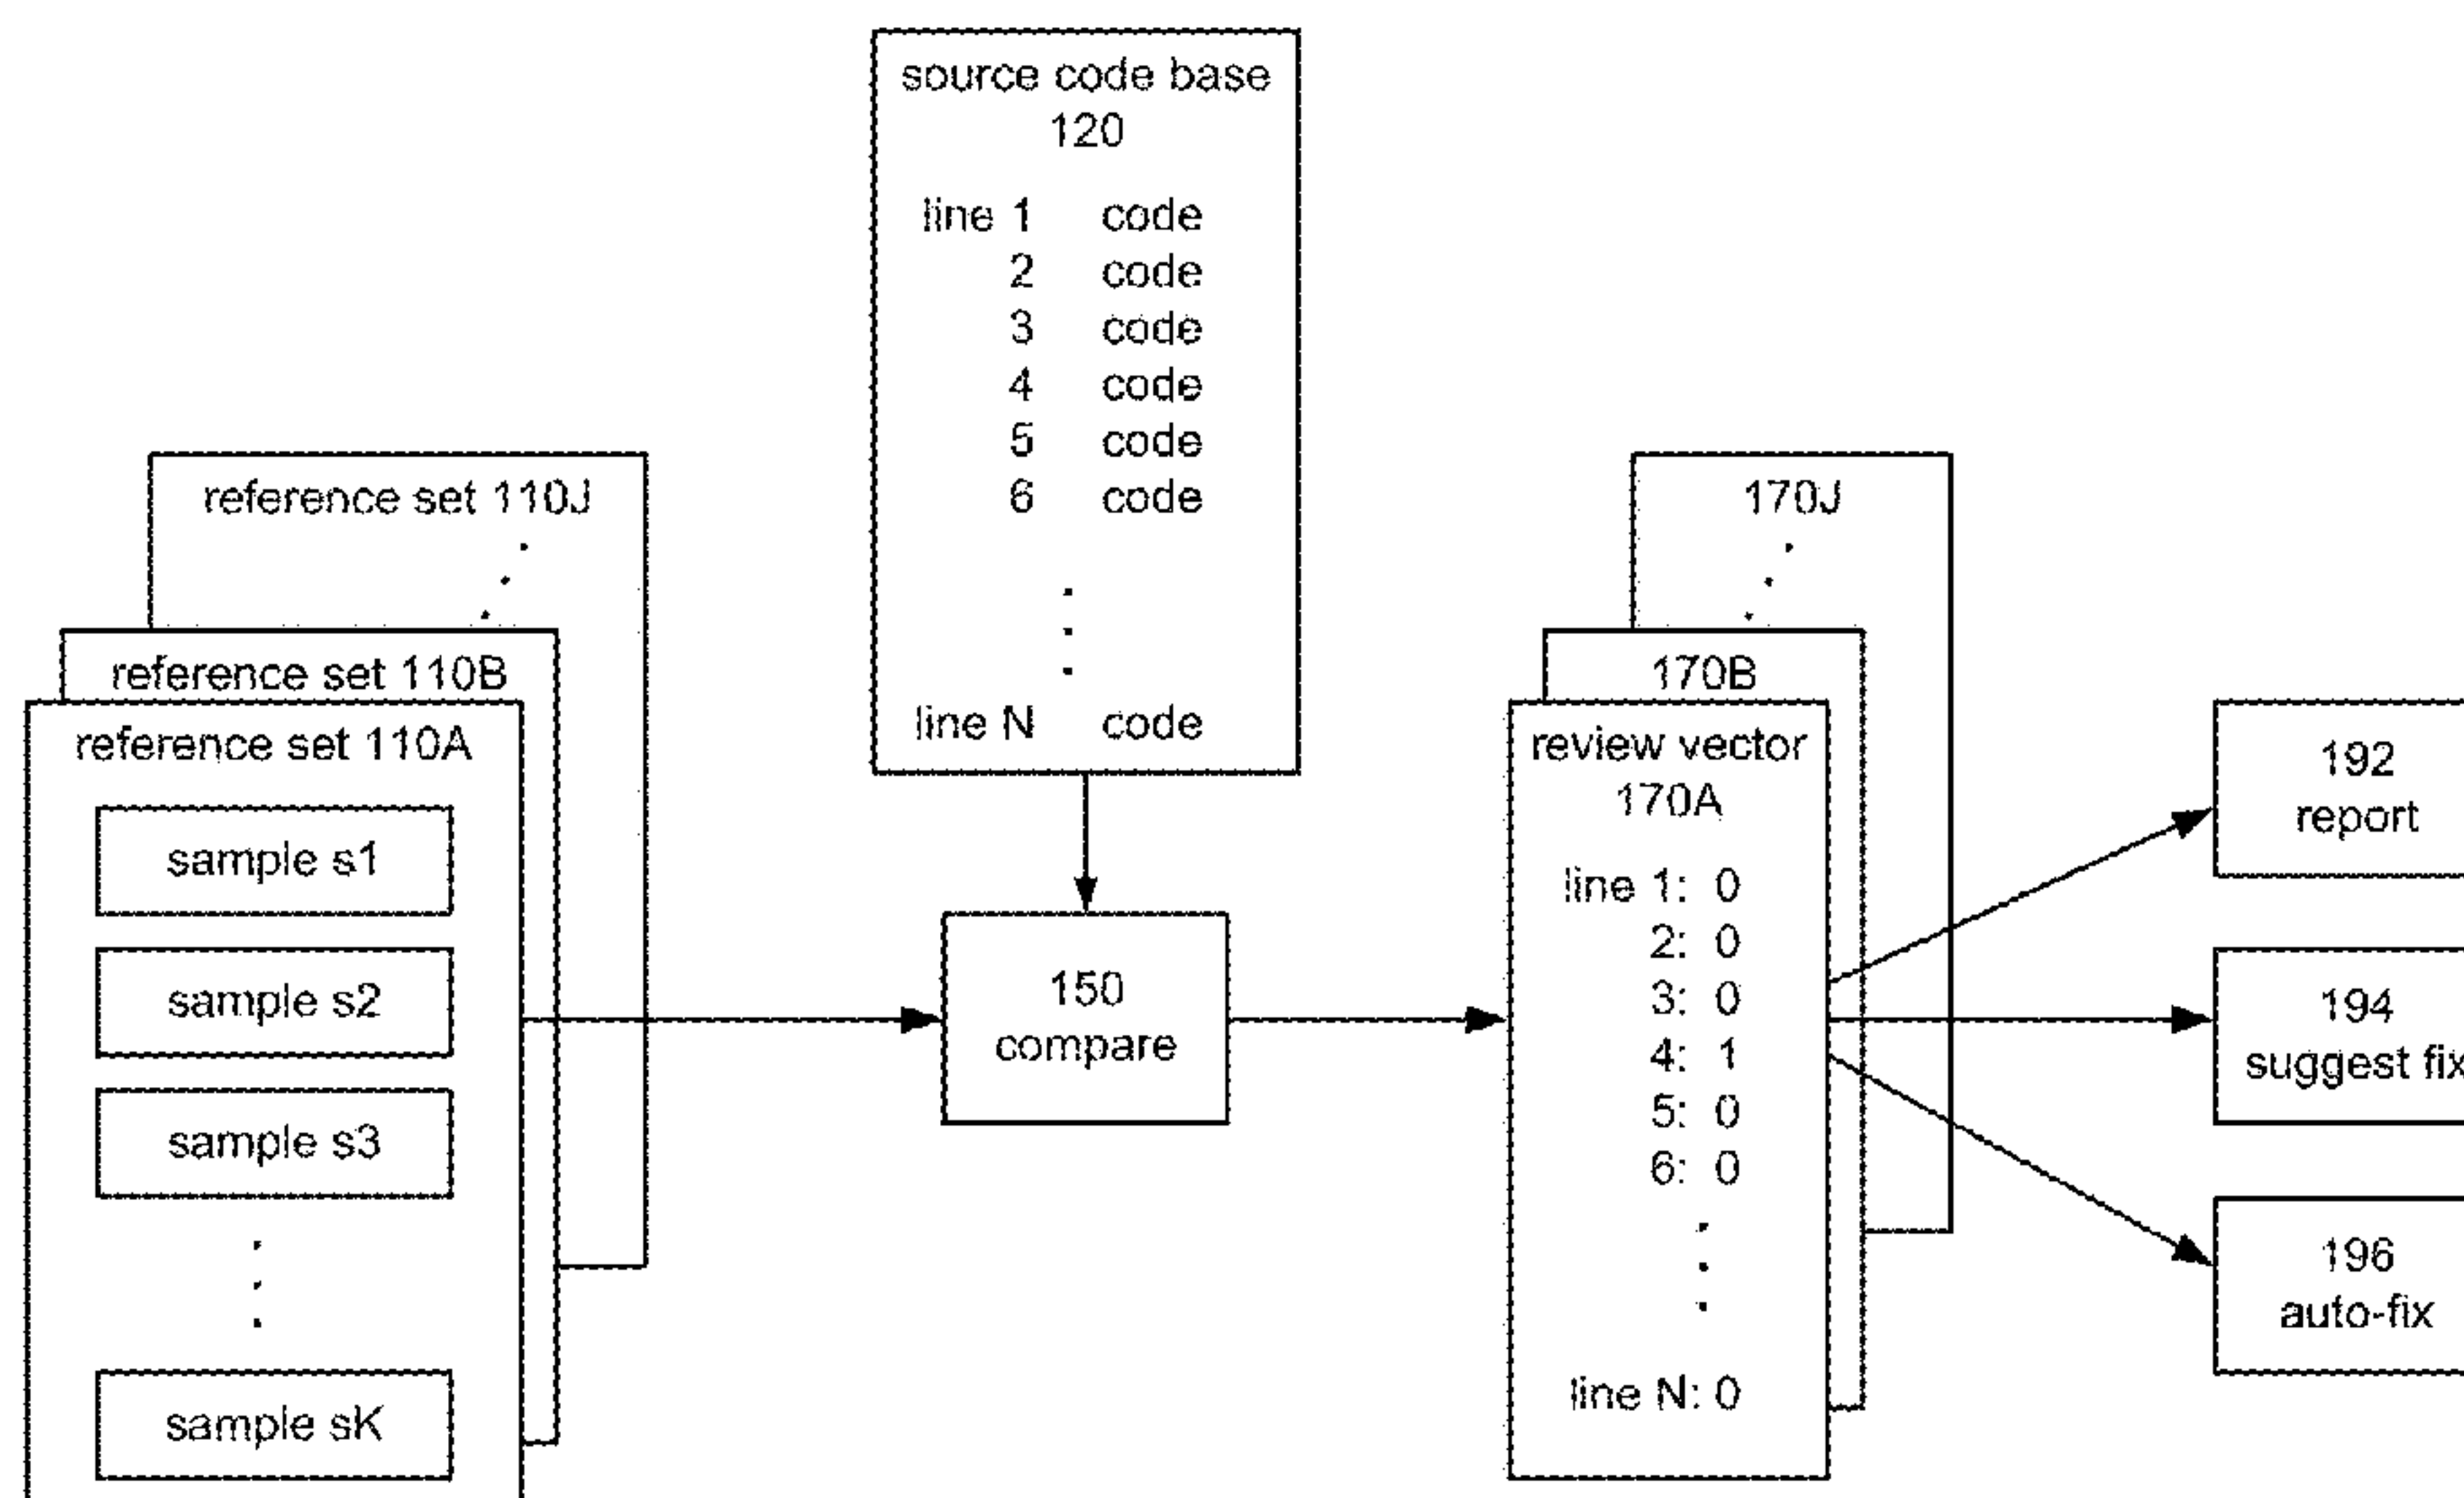 source code base
120
line 1 code
2 code
3 code
4 code
5 code
6 code
line N code
reference set 110J
reference set 110B
reference set 110A
sample s1
sample s2
sample s3
sample sK
150
compare
170J
170B
review vector
170A
line 1: 0
2: 0
3: 0
4: 1
5: 0
6: 0
line N: 0
192
report
194
suggest fix
196
auto-fix